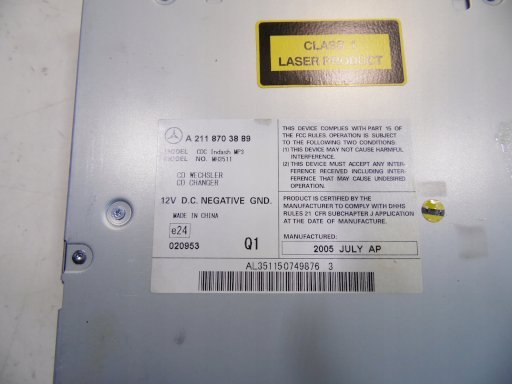 CLASS 1
LASER PRODUCT
A 211 870 38 89
MODEL CDC Indash MP3
MODEL NO. MH0511
CD WECHSLER
CD CHANGER
12V D.C. NEGATIVE GND.
MADE IN CHINA
e24
020953 Q1
THIS DEVICE COMPLIES WITH PART 15 OF
THE FCC RULES. OPERATION IS SUBJECT
TO THE FOLLOWING TWO CONDITIONS:
(1) THIS DEVICE MAY NOT CAUSE HARMFUL
INTERFERENCE.
(2) THIS DEVICE MUST ACCEPT ANY INTER-
FERENCE RECEIVED INCLUDING INTER-
FERENCE THAT MAY CAUSE UNDESIRED
OPERATION.
PRODUCT IS CERTIFIED BY THE
MANUFACTURER TO COMPLY WITH DHHS
RULES 21 CFR SUBCHAPTER J APPLICATION
AT THE DATE OF MANUFACTURE.
MANUFACTURED:
2005 JULY AP
AL351150749876 3